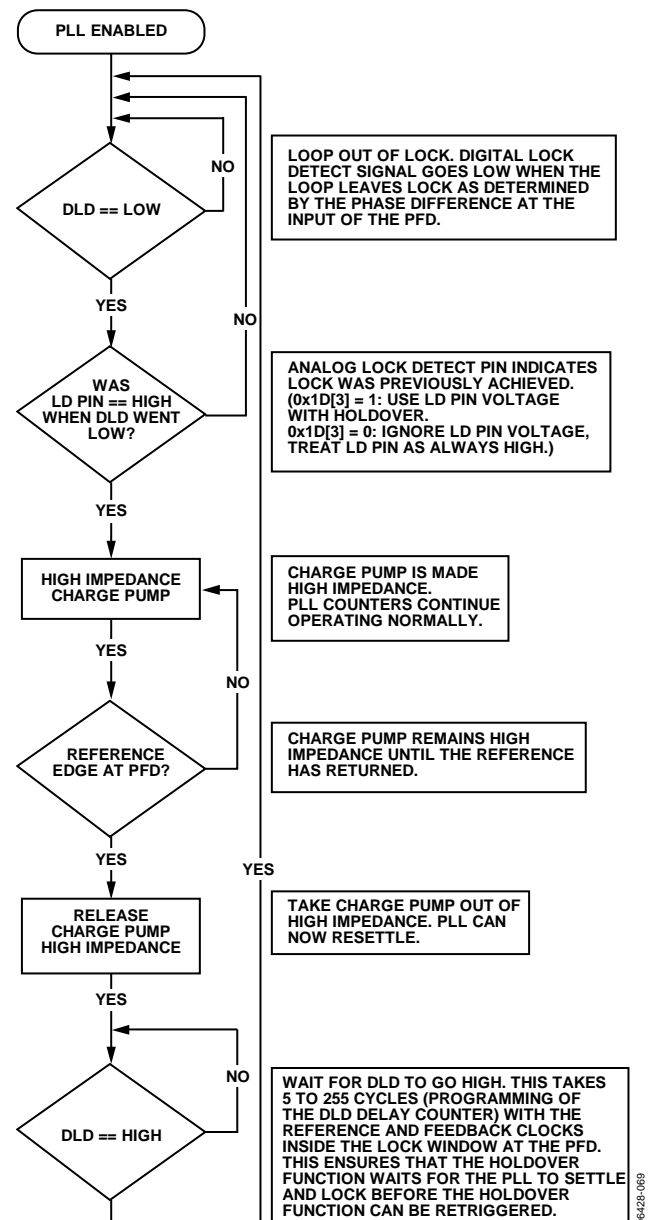 PLL ENABLED
NO
DLD == LOW
LOOP OUT OF LOCK. DIGITAL LOCK
DETECT SIGNAL GOES LOW WHEN THE
LOOP LEAVES LOCK AS DETERMINED
BY THE PHASE DIFFERENCE AT THE
INPUT OF THE PFD.
YES
NO
WAS
LD PIN == HIGH
WHEN DLD WENT
LOW?
ANALOG LOCK DETECT PIN INDICATES
LOCK WAS PREVIOUSLY ACHIEVED.
(0x1D[3] = 1: USE LD PIN VOLTAGE
WITH HOLDOVER.
0x1D[3] = 0: IGNORE LD PIN VOLTAGE,
TREAT LD PIN AS ALWAYS HIGH.)
YES
HIGH IMPEDANCE
CHARGE PUMP
CHARGE PUMP IS MADE
HIGH IMPEDANCE.
PLL COUNTERS CONTINUE
OPERATING NORMALLY.
YES
NO
REFERENCE
EDGE AT PFD?
CHARGE PUMP REMAINS HIGH
IMPEDANCE UNTIL THE REFERENCE
HAS RETURNED.
YES
YES
RELEASE
CHARGE PUMP
HIGH IMPEDANCE
TAKE CHARGE PUMP OUT OF
HIGH IMPEDANCE. PLL CAN
NOW RESETTLE.
YES
NO
DLD == HIGH
WAIT FOR DLD TO GO HIGH. THIS TAKES
5 TO 255 CYCLES (PROGRAMMING OF
THE DLD DELAY COUNTER) WITH THE
REFERENCE AND FEEDBACK CLOCKS
INSIDE THE LOCK WINDOW AT THE PFD.
THIS ENSURES THAT THE HOLDOVER
FUNCTION WAITS FOR THE PLL TO SETTLE
AND LOCK BEFORE THE HOLDOVER
FUNCTION CAN BE RETRIGGERED.
06428-069